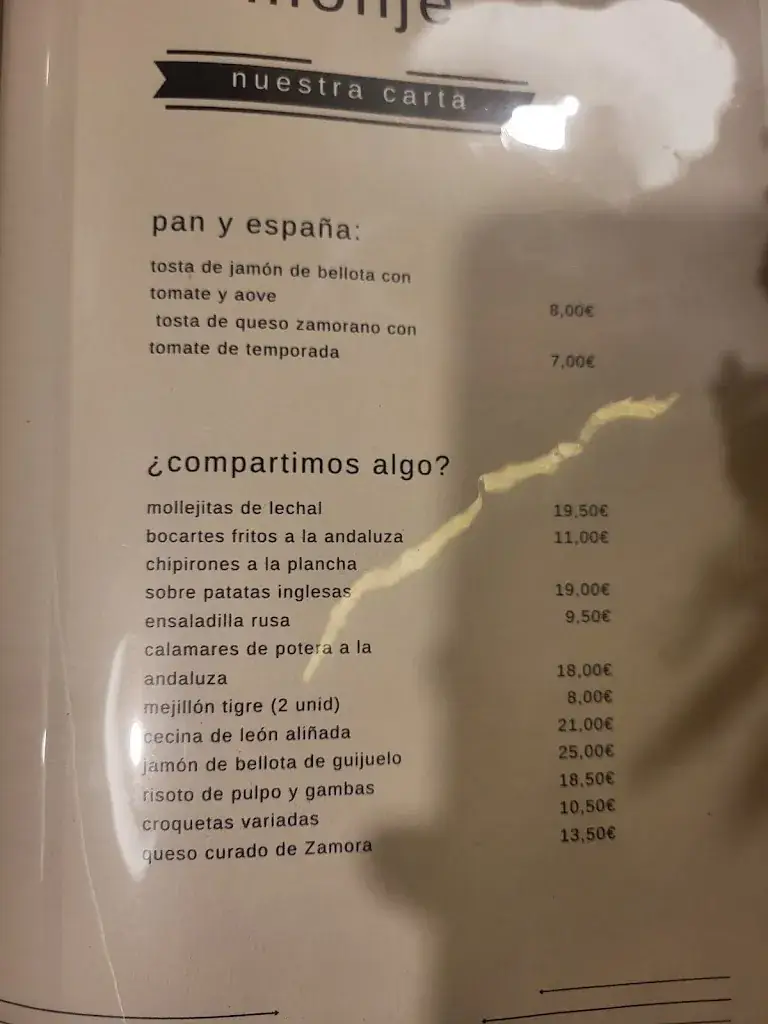 nuestra carta
pan y españa:
tosta de jamón de bellota con
tomate y aove 8,00€
tosta de queso zamorano con
tomate de temporada 7,00€
¿compartimos algo?
mollejitas de lechal 19,50€
bocartes fritos a la andaluza 11,00€
chipirones a la plancha
sobre patatas inglesas 19,00€
ensaladilla rusa 9,50€
calamares de potera a la
andaluza 18,00€
mejillón tigre (2 unid) 8,00€
cecina de león aliñada 21,00€
jamón de bellota de guijuelo 25,00€
risoto de pulpo y gambas 18,50€
croquetas variadas 10,50€
queso curado de Zamora 13,50€